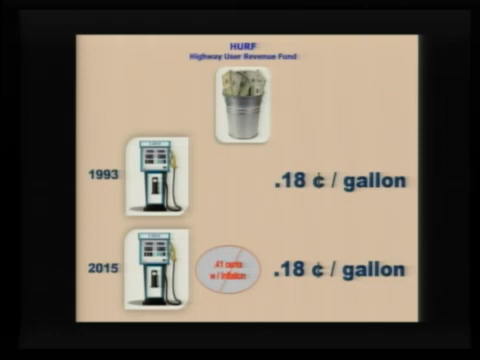 HURF
Highway User Revenue Fund
1993
.18 ¢ / gallon
2015
.41 cents
w / Inflation
.18 ¢ / gallon